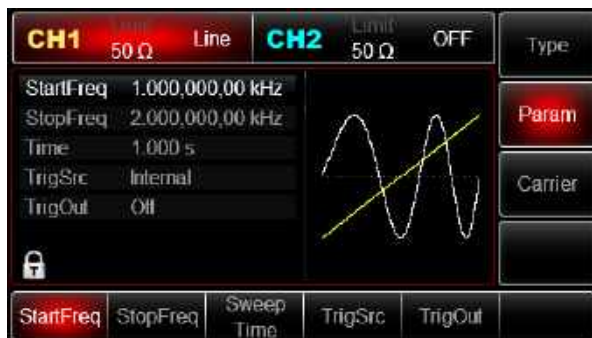 CH1 Limit 50 Ω Line CH2 Limit 50 Ω OFF
Type
StartFreq 1.000,000,00 kHz
StopFreq 2.000,000,00 kHz
Param
Time 1.000 s
TrigSrc Internal
Carrier
TrigOut Off
StartFreq StopFreq Sweep Time TrigSrc TrigOut